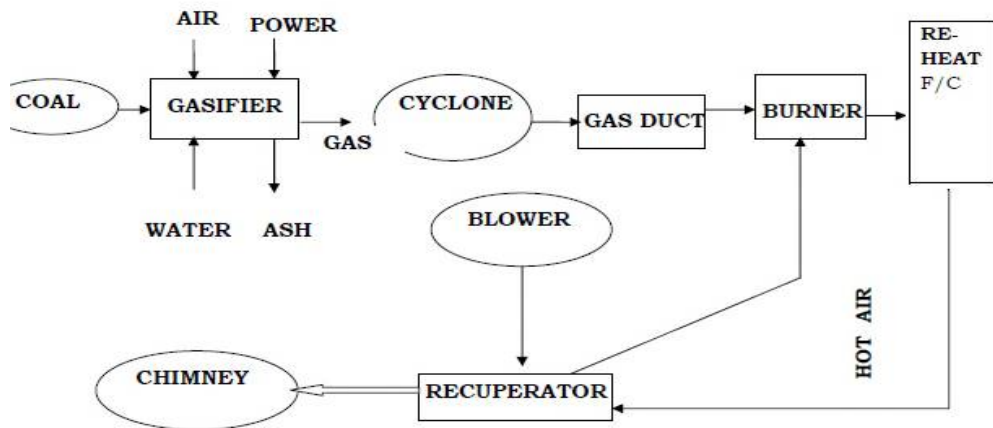 AIR
POWER
RE-
HEAT
F/C
COAL
GASIFIER
CYCLONE
GAS DUCT
BURNER
GAS
WATER
ASH
BLOWER
HOT AIR
CHIMNEY
RECUPERATOR